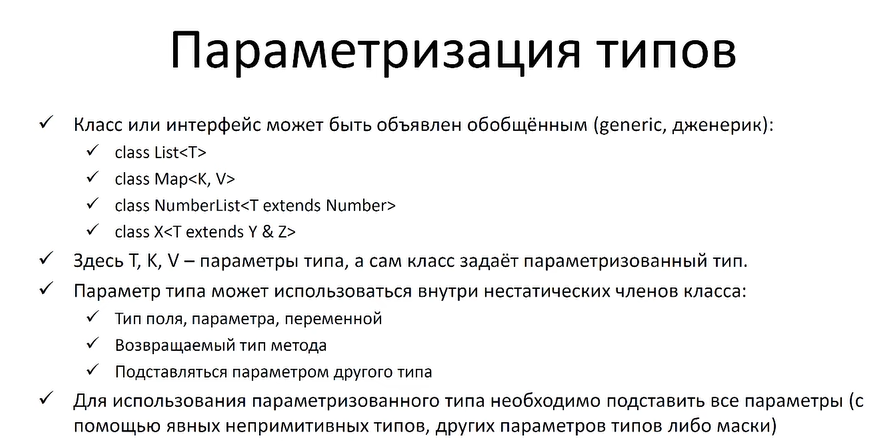 Параметризация типов
✓ Класс или интерфейс может быть объявлен обобщённым (generic, дженерик):
✓ class List<T>
✓ class Map<K, V>
✓ class NumberList<T extends Number>
✓ class X<T extends Y & Z>
✓ Здесь T, K, V – параметры типа, а сам класс задаёт параметризованный тип.
✓ Параметр типа может использоваться внутри нестатических членов класса:
✓ Тип поля, параметра, переменной
✓ Возвращаемый тип метода
✓ Подставляться параметром другого типа
✓ Для использования параметризованного типа необходимо подставить все параметры (с
помощью явных непримитивных типов, других параметров типов либо маски)